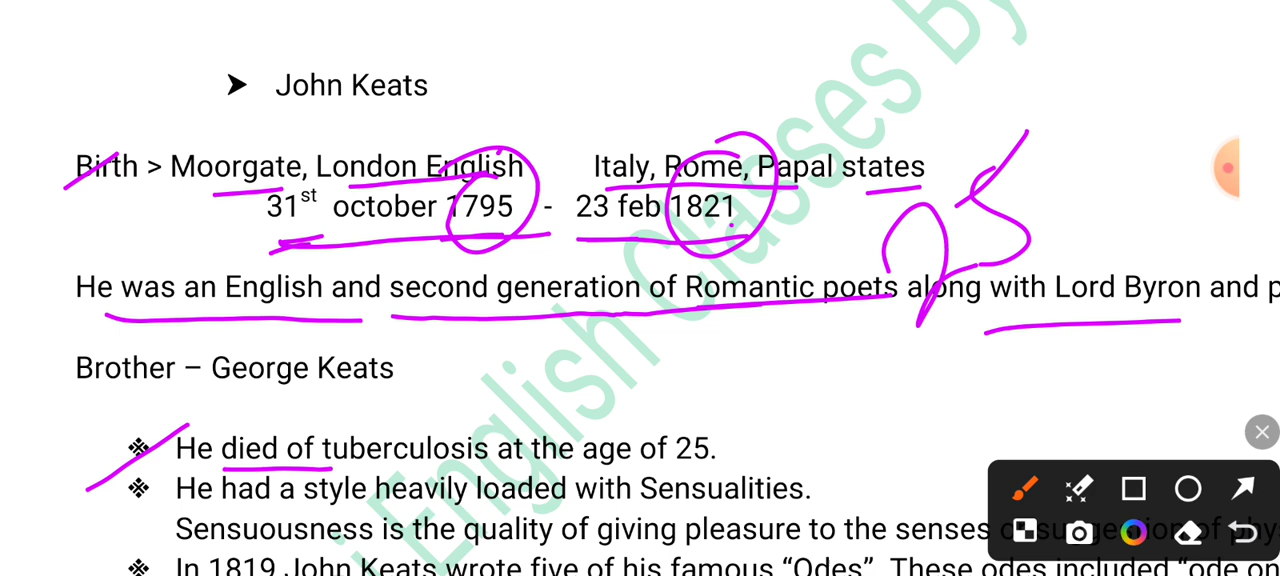 ➤ John Keats
Birth > Moorgate, London English Italy, Rome, Papal states
31st october 1795 - 23 feb 1821
25
He was an English and second generation of Romantic poets along with Lord Byron and p
Brother – George Keats
❖ He died of tuberculosis at the age of 25.
❖ He had a style heavily loaded with Sensualities.
Sensuousness is the quality of giving pleasure to the senses
❖ In 1819 John Keats wrote five of his famous “Odes”. These odes included “ode on
English Classes By